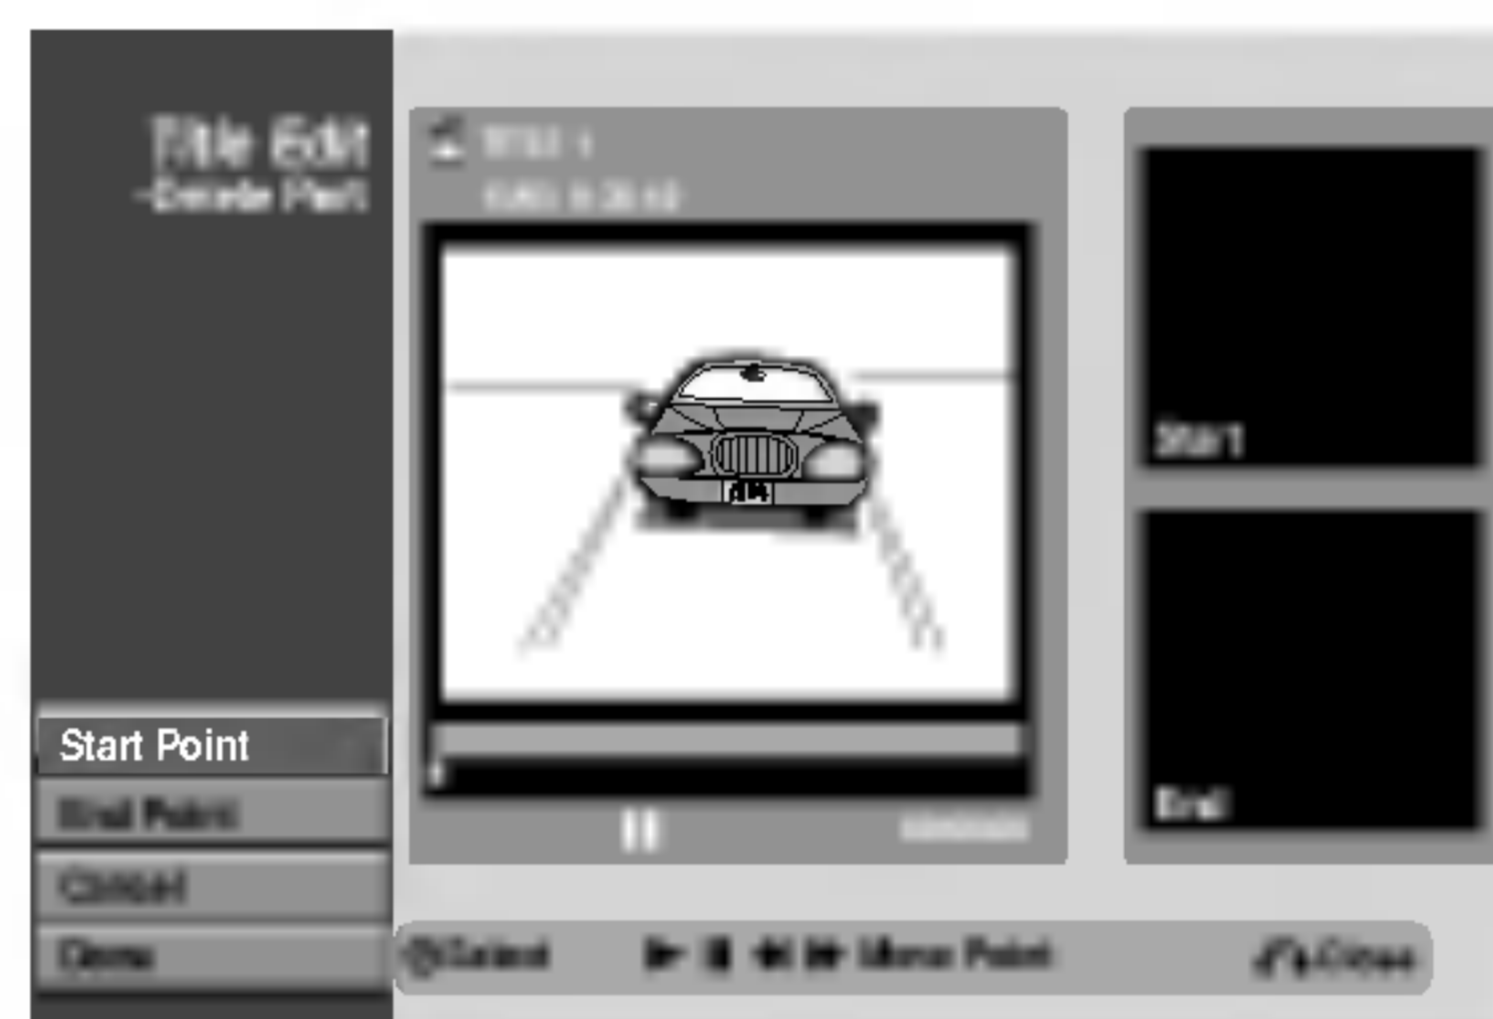 Title Edit
-Delete Part
Start
Start Point
End Point
Cancel
Done
End
Select
Move Point
Close